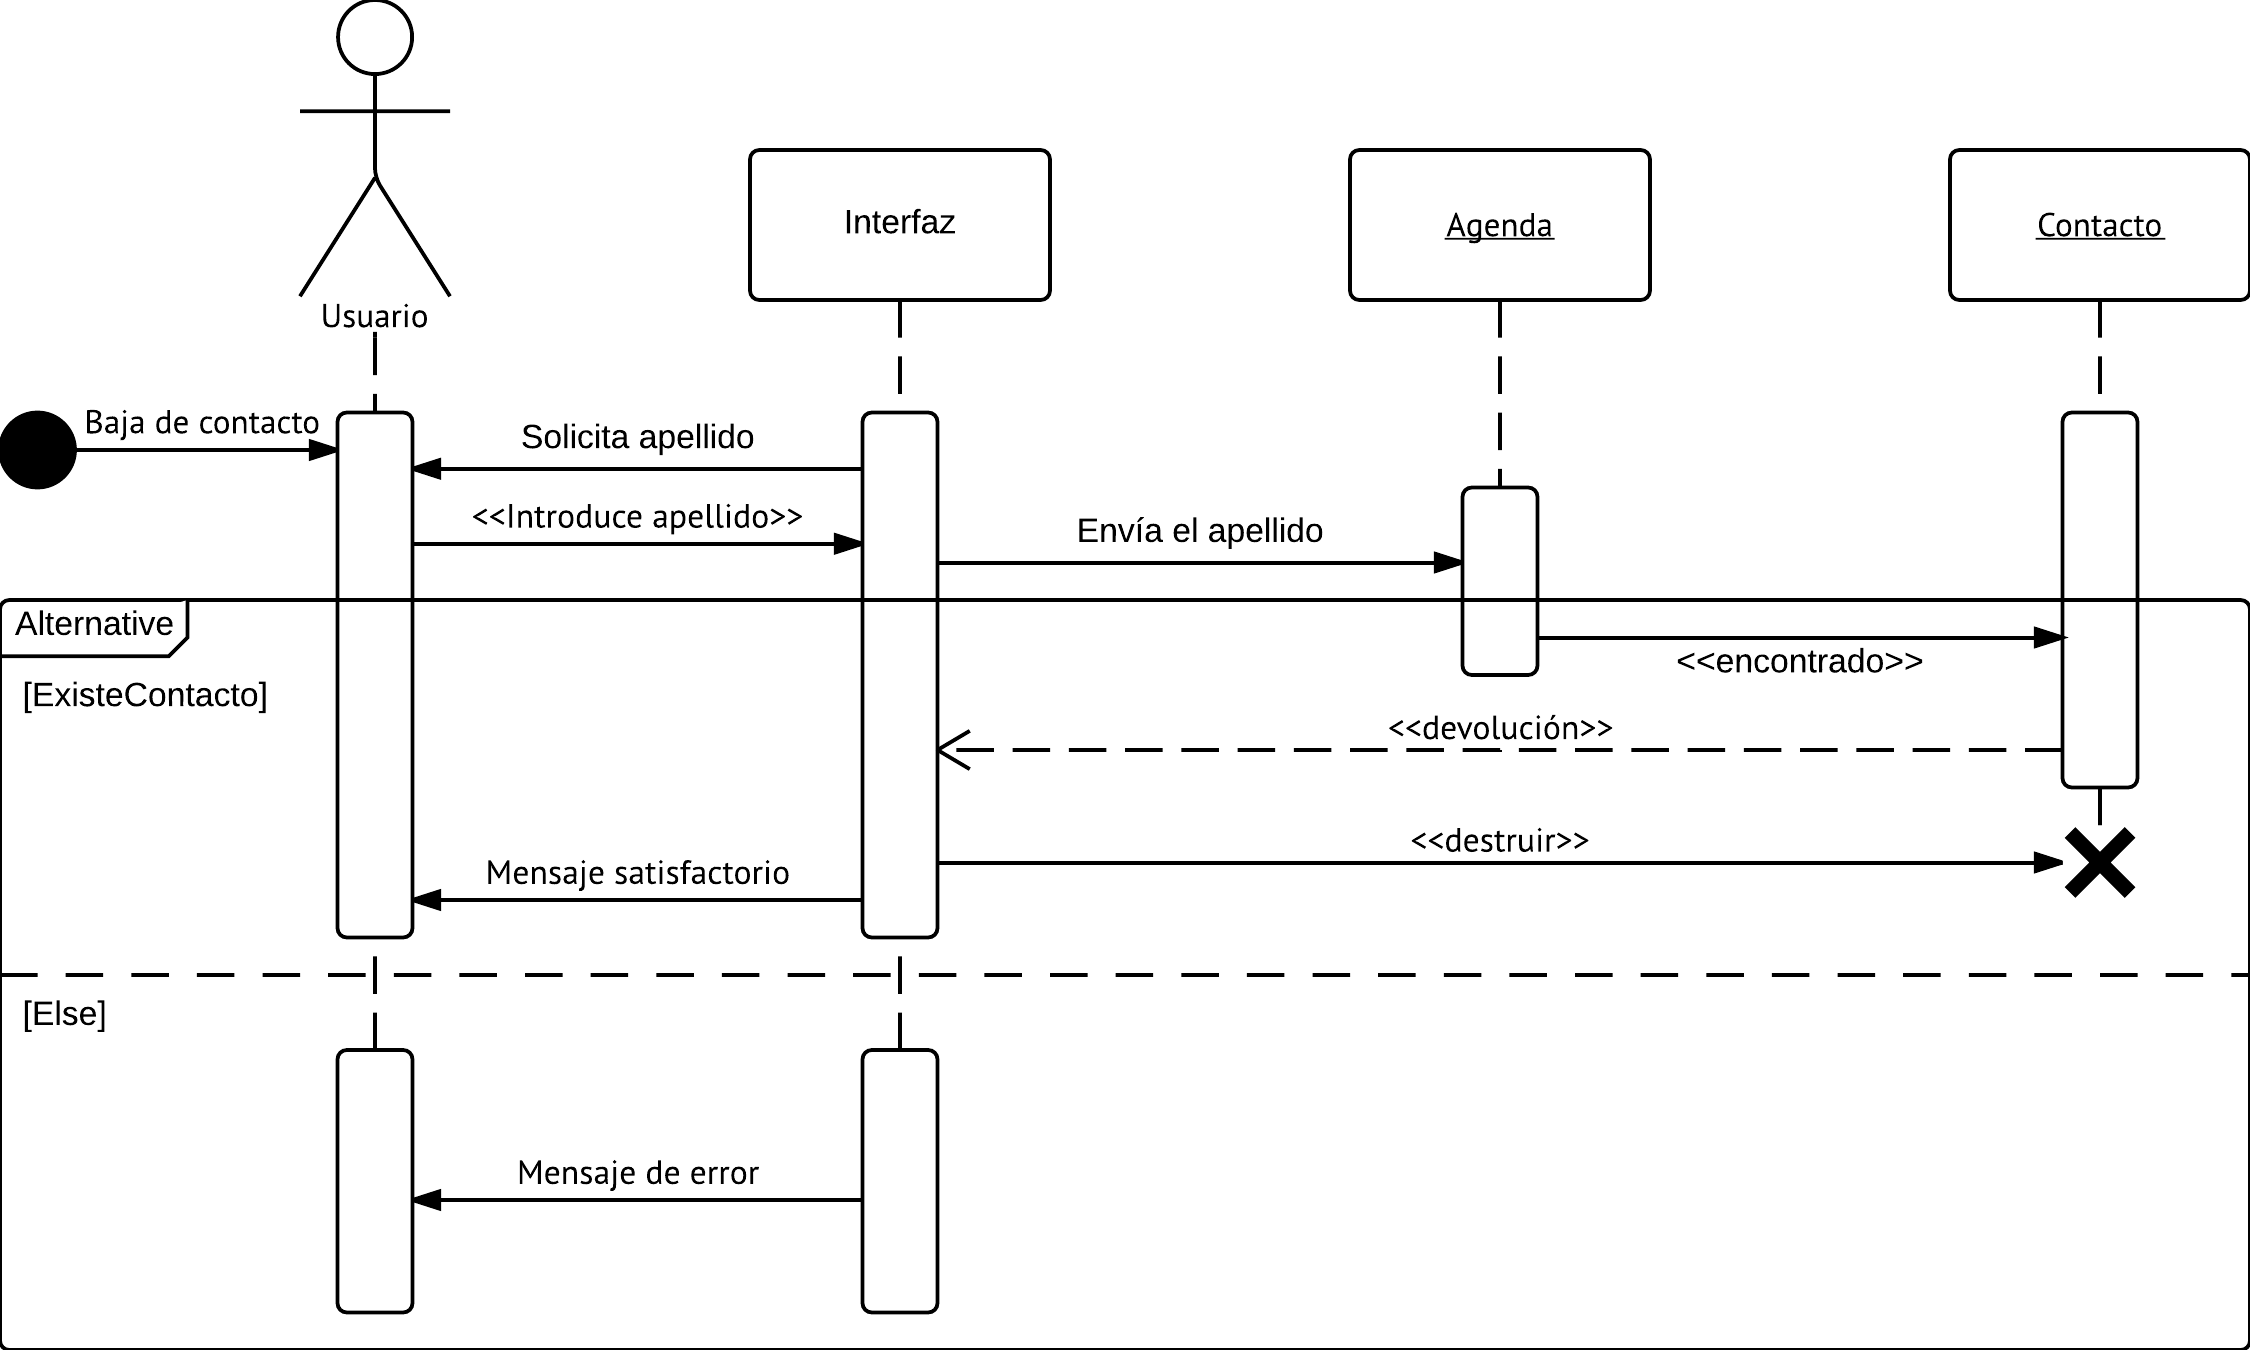 Usuario
Interfaz
Agenda
Contacto
Baja de contacto
Solicita apellido
<<Introduce apellido>>
Envía el apellido
Alternative
[ExisteContacto]
<<encontrado>>
<<devolución>>
<<destruir>>
Mensaje satisfactorio
[Else]
Mensaje de error